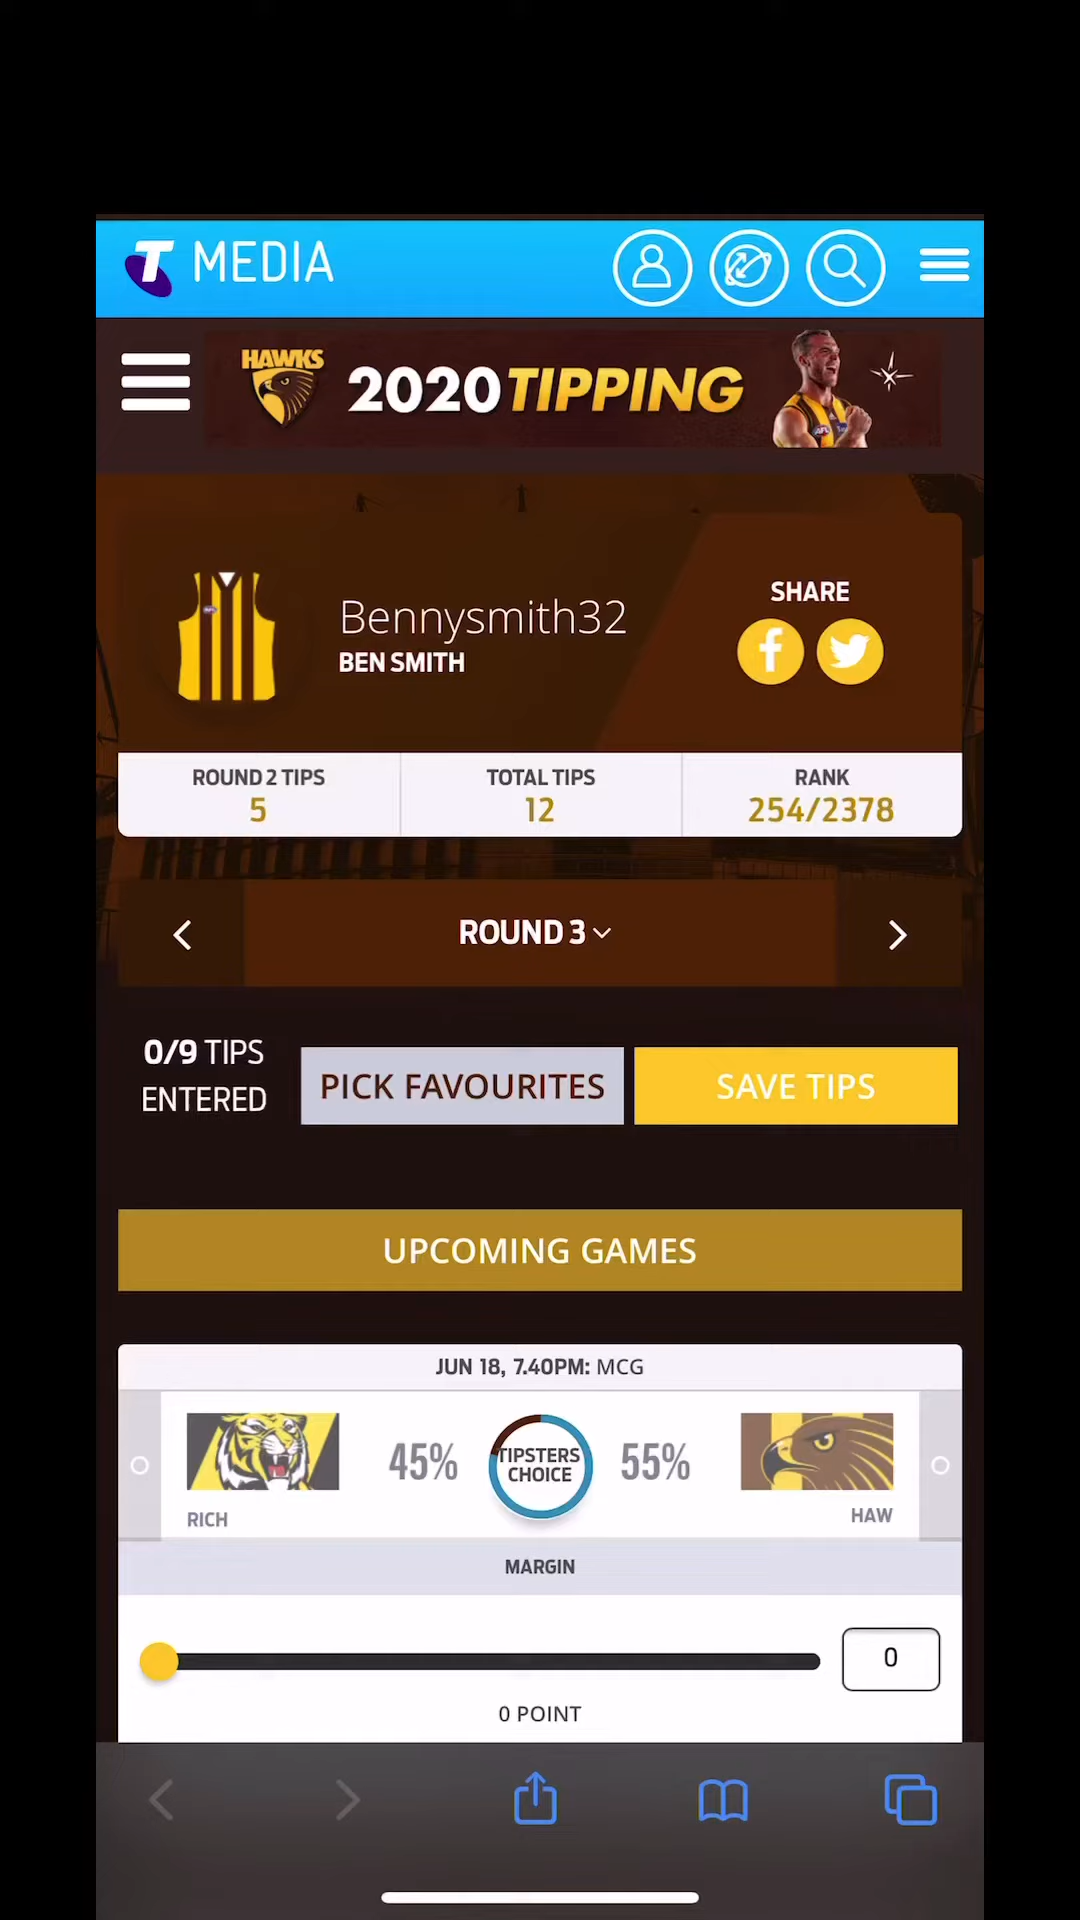 T MEDIA
HAWKS
2020 TIPPING
AFL
Bennysmith32
BEN SMITH
SHARE
ROUND 2 TIPS
5
TOTAL TIPS
12
RANK
254/2378
ROUND 3
0/9 TIPS
ENTERED
PICK FAVOURITES
SAVE TIPS
UPCOMING GAMES
JUN 18, 7.40PM: MCG
45%
TIPSTERS
CHOICE
55%
RICH
HAW
MARGIN
0
0 POINT